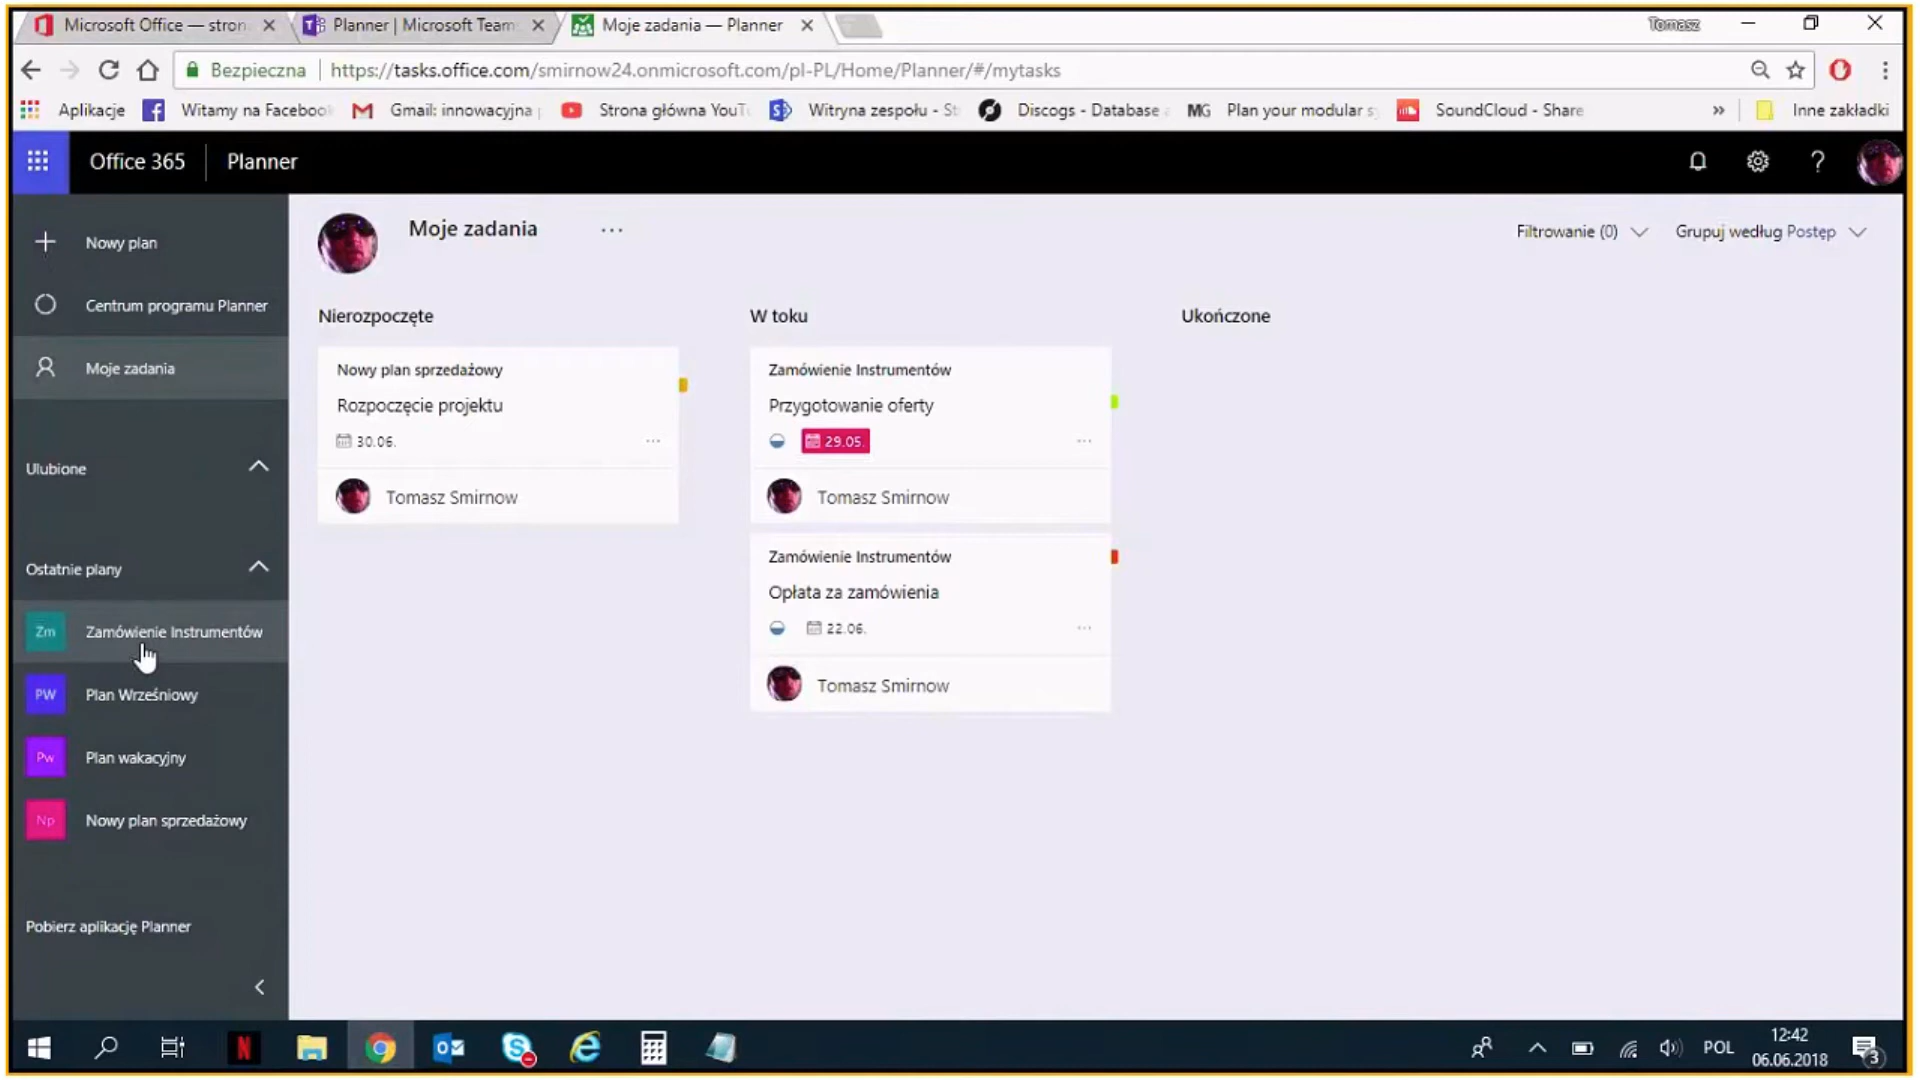 Microsoft Office — stron
Planner | Microsoft Team
Moje zadania — Planner
Tomasz
Bezpieczna
https://tasks.office.com/smirnow24.onmicrosoft.com/pl-PL/Home/Planner/#/mytasks
Aplikacje
Witamy na Facebook
Gmail: innowacyjna
Strona główna YouT
Witryna zespołu - St
Discogs - Database a
MG Plan your modular sy
SoundCloud - Share
»
Inne zakładki
Office 365
Planner
?
Nowy plan
Centrum programu Planner
Moje zadania
Ulubione
Ostatnie plany
Zm Zamówienie Instrumentów
PW Plan Wrześniowy
Pw Plan wakacyjny
Np Nowy plan sprzedażowy
Pobierz aplikację Planner
Moje zadania
...
Filtrowanie (0)
Grupuj według Postęp
Nierozpoczęte
Nowy plan sprzedażowy
Rozpoczęcie projektu
30.06.
...
Tomasz Smirnow
W toku
Zamówienie Instrumentów
Przygotowanie oferty
29.05.
...
Tomasz Smirnow
Zamówienie Instrumentów
Opłata za zamówienia
22.06.
...
Tomasz Smirnow
Ukończone
POL
12:42
06.06.2018
3